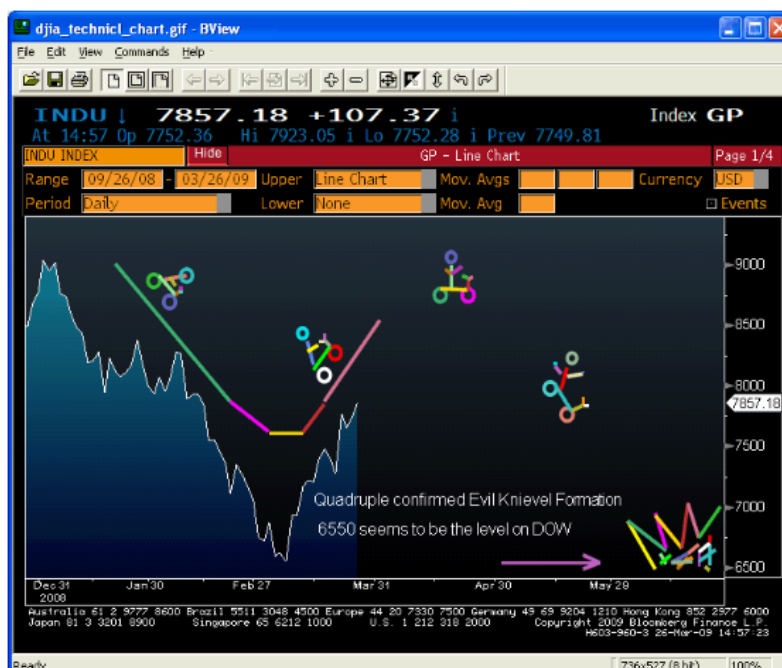 djia_technicl_chart.gif - BView
File Edit View Commands Help
INDU ↓ 7857.18 +107.37 i Index GP
At 14:57 Op 7752.36 Hi 7923.05 i Lo 7752.28 i Prev 7749.81
INDU INDEX Hide GP - Line Chart Page 1/4
Range 09/26/08 - 03/26/09 Upper Line Chart Mov. Avgs Currency USD
Period Daily Lower None Mov. Avg Events
9000
8500
8000
7857.18
7500
Quadruple confirmed Evil Knievel Formation
7000
6550 seems to be the level on DOW
6500
Dec 31 Jan 30 Feb 27 Mar 31 Apr 30 May 29
2008
Australia 61 2 9777 8600 Brazil 5511 3048 4500 Europe 44 20 7330 7500 Germany 49 69 9204 1210 Hong Kong 852 2977 6000
Japan 81 3 3201 8900 Singapore 65 6212 1000 U.S. 1 212 318 2000 Copyright 2009 Bloomberg Finance L.P.
H603-960-3 26-Mar-09 14:57:23
Ready 736x527 (8 bit) 100%